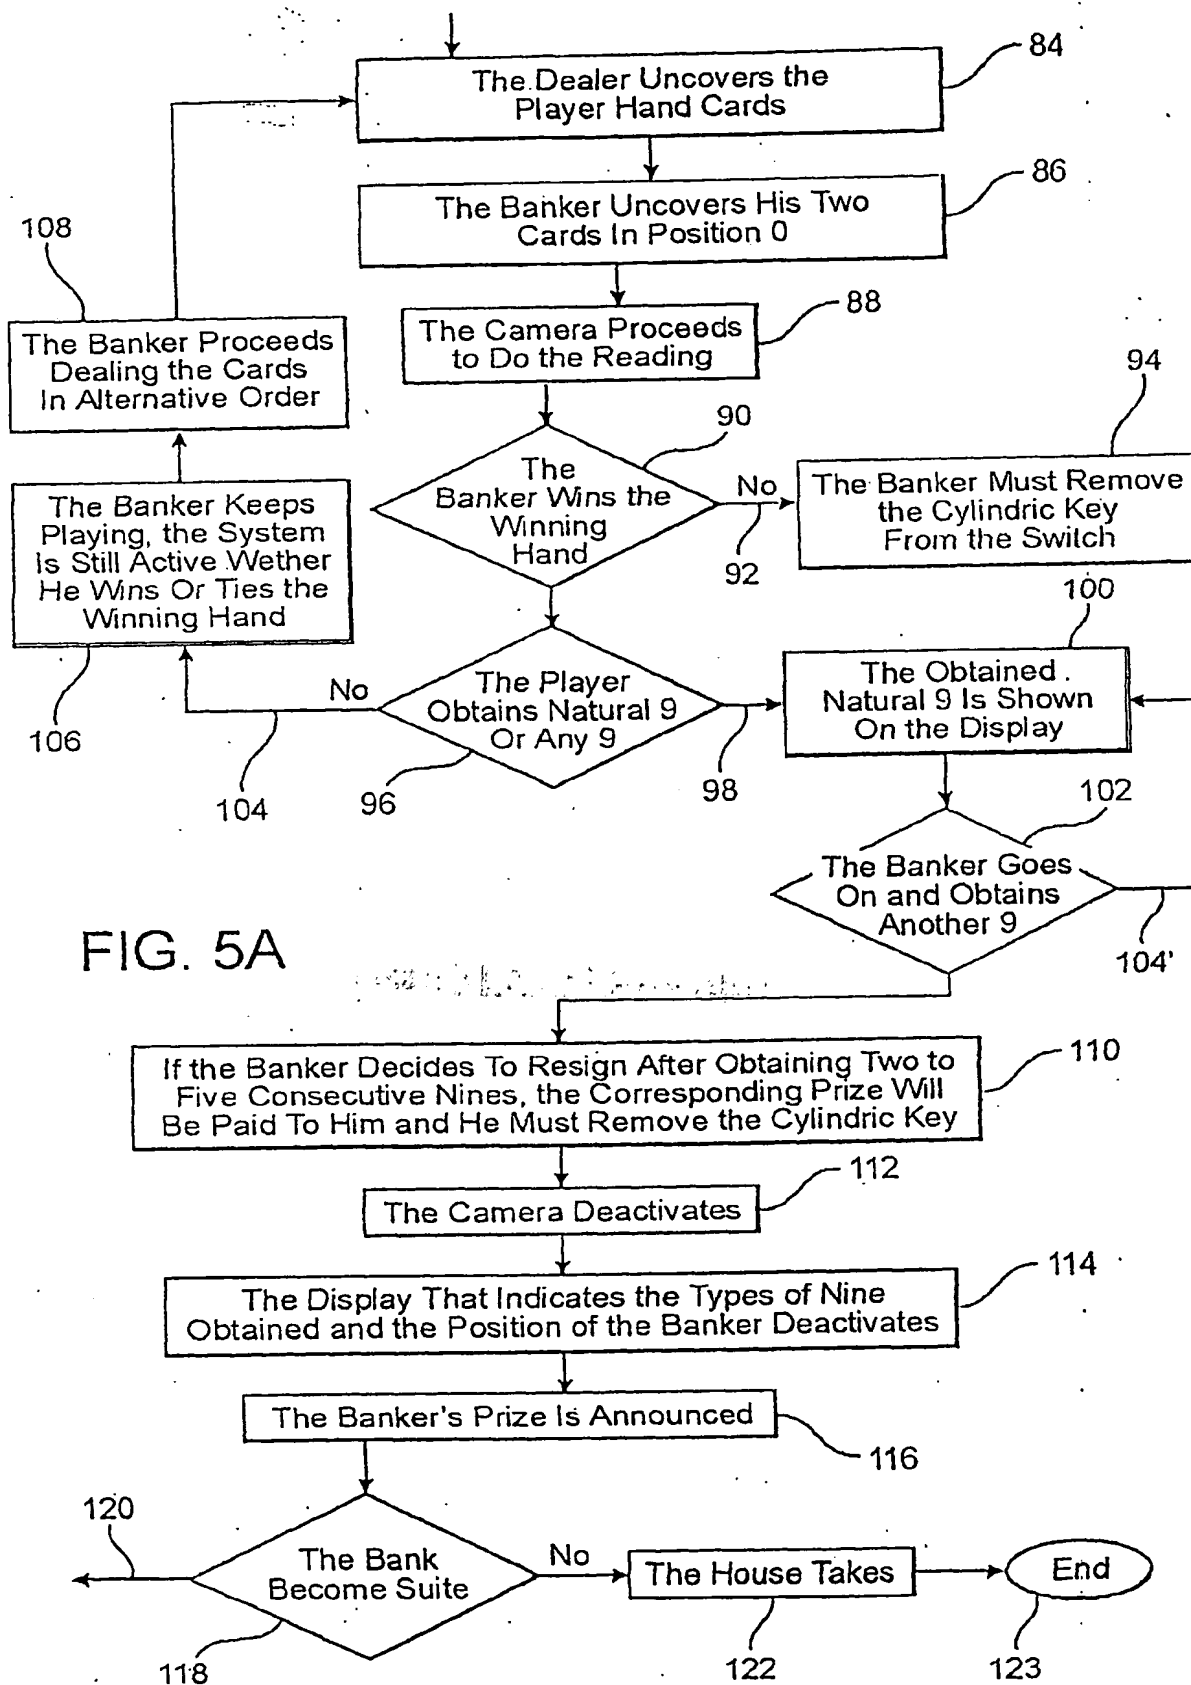 84
The Dealer Uncovers the
Player Hand Cards
86
The Banker Uncovers His Two
Cards In Position 0
108
88
The Camera Proceeds
to Do the Reading
The Banker Proceeds
Dealing the Cards
In Alternative Order
94
90
The
Banker Wins the
Winning
Hand
No
92
The Banker Must Remove
the Cylindric Key
From the Switch
The Banker Keeps
Playing, the System
Is Still Active Wether
He Wins Or Ties the
Winning Hand
100
106
No
104
The Player
Obtains Natural 9
Or Any 9
96
98
The Obtained
Natural 9 Is Shown
On the Display
102
The Banker Goes
On and Obtains
Another 9
104'
FIG. 5A
110
If the Banker Decides To Resign After Obtaining Two to
Five Consecutive Nines, the Corresponding Prize Will
Be Paid To Him and He Must Remove the Cylindric Key
112
The Camera Deactivates
114
The Display That Indicates the Types of Nine
Obtained and the Position of the Banker Deactivates
The Banker's Prize Is Announced
116
120
The Bank
Become Suite
118
No
The House Takes
122
End
123